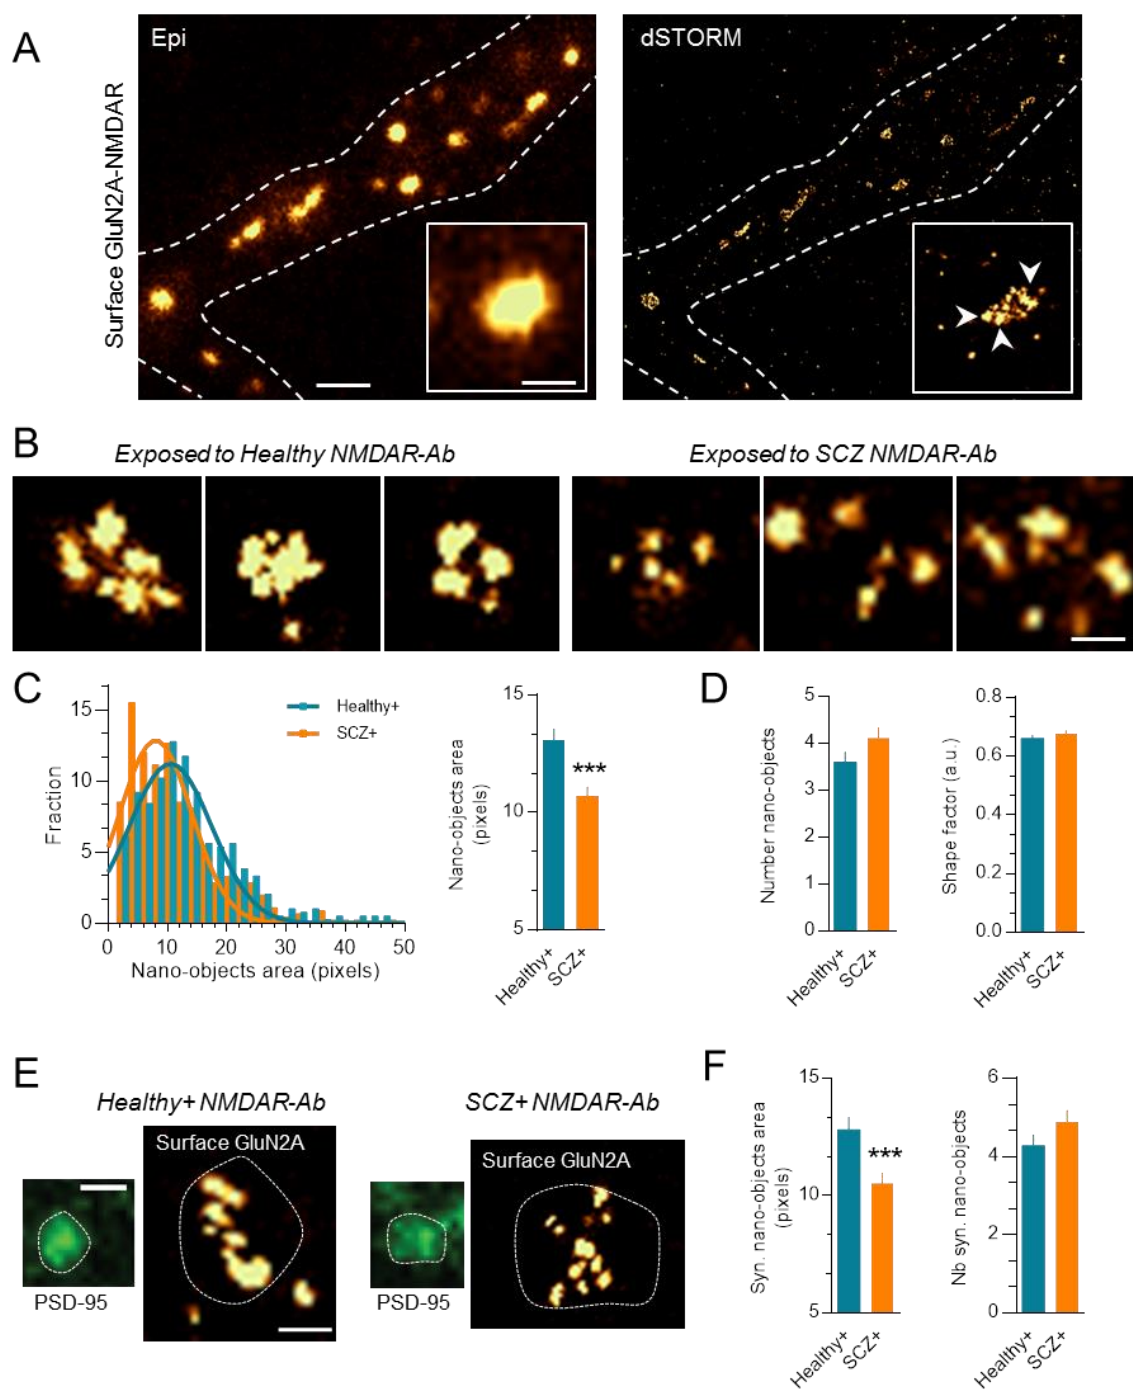 A
Epi
dSTORM
Surface GluN2A-NMDAR
B
Exposed to Healthy NMDAR-Ab
Exposed to SCZ NMDAR-Ab
C
Healthy+
SCZ+
15
10
5
0
Fraction
0 10 20 30 40 50
Nano-objects area (pixels)
15
10
5
Nano-objects area
(pixels)
***
Healthy+
SCZ+
D
5
4
3
2
1
0
Number nano-objects
Healthy+
SCZ+
0.8
0.6
0.4
0.2
0.0
Shape factor (a.u.)
Healthy+
SCZ+
E
Healthy+ NMDAR-Ab
SCZ+ NMDAR-Ab
Surface GluN2A
PSD-95
Surface GluN2A
PSD-95
F
15
10
5
Syn. nano-objects area
(pixels)
***
Healthy+
SCZ+
6
4
2
0
Nb syn. nano-objects
Healthy+
SCZ+